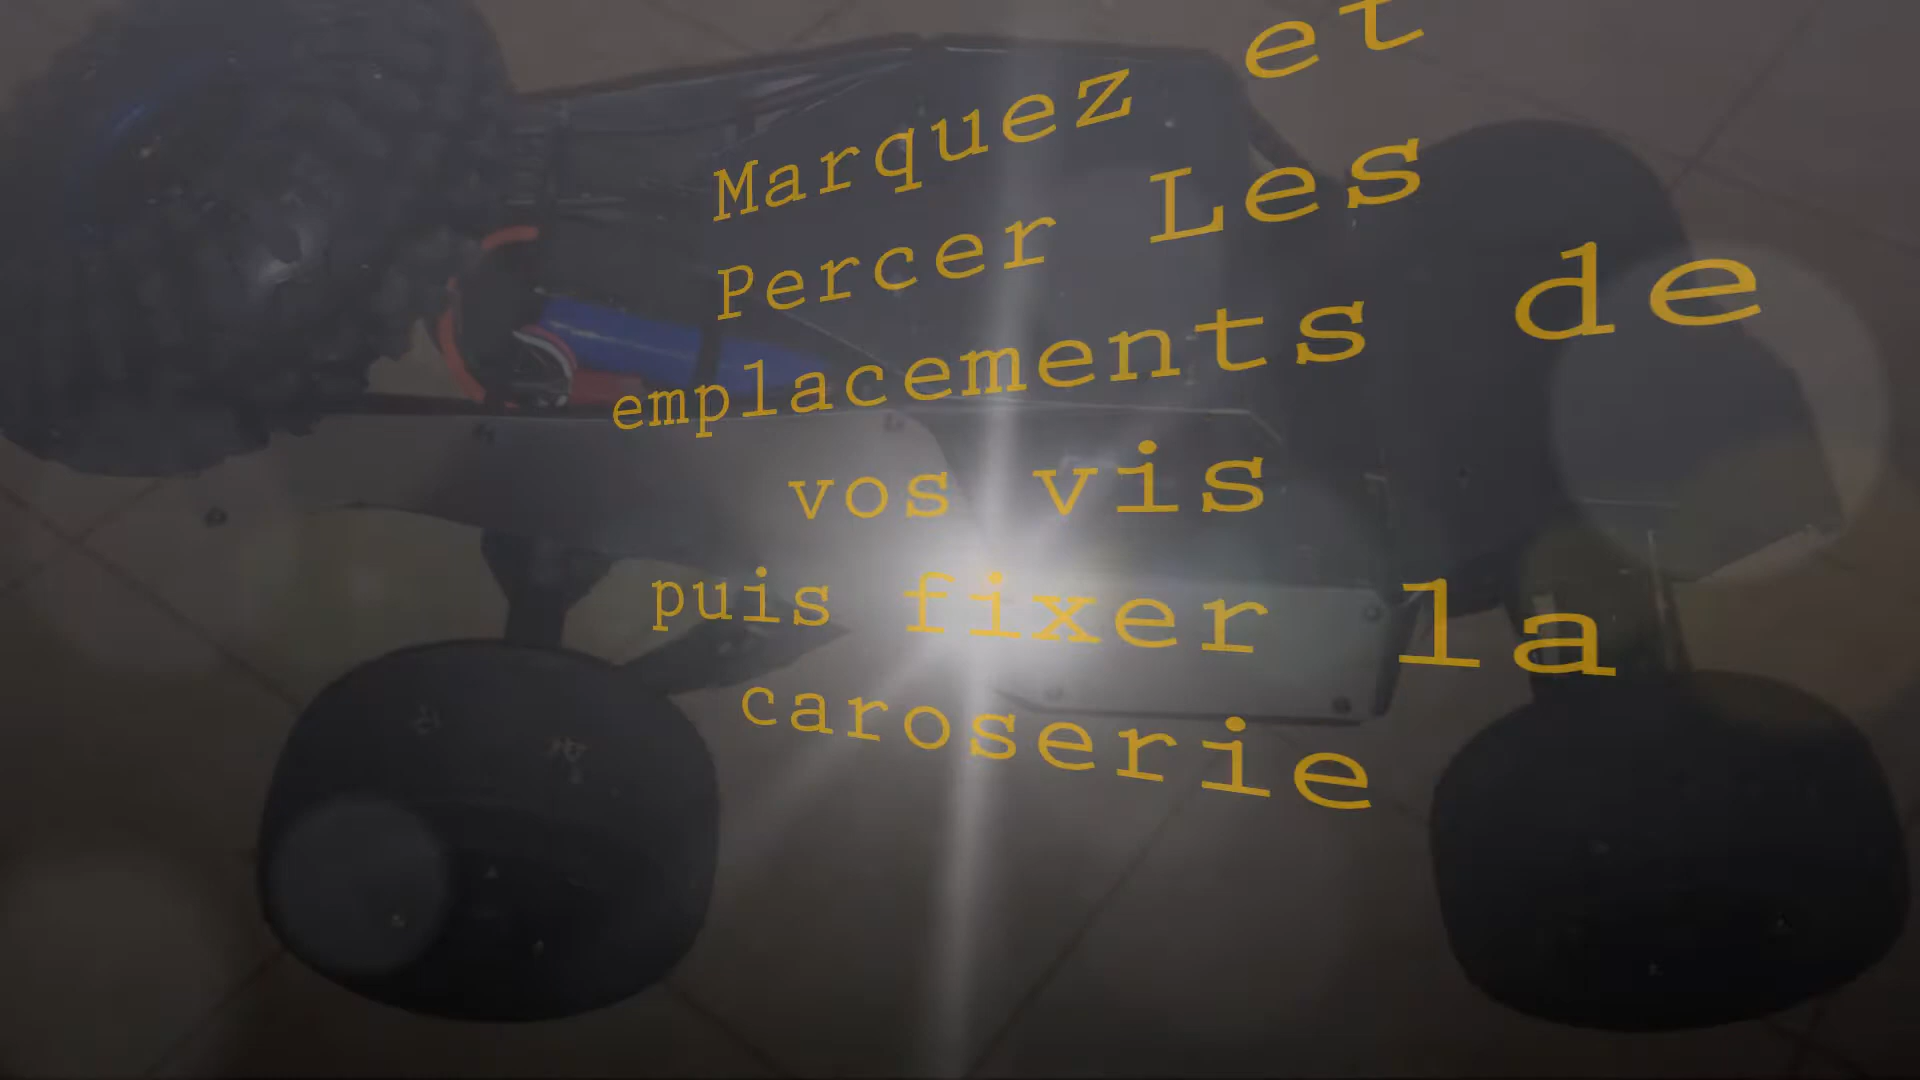 Marquez et
Percer Les
emplacements de
vos vis
puis fixer la
caroserie